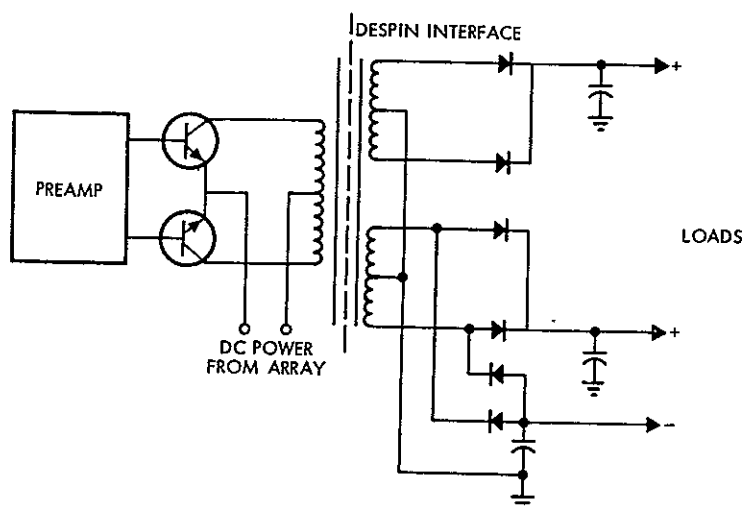 DESPIN INTERFACE
+
PREAMP
LOADS
+
DC POWER
FROM ARRAY
-